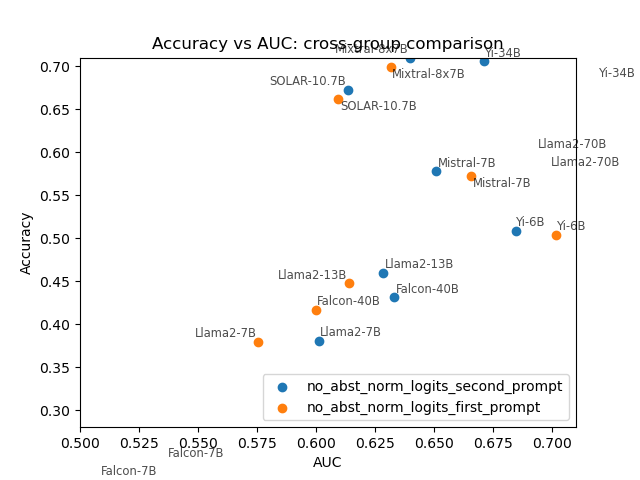 Accuracy vs AUC: cross-group comparison
Mixtral-8x7B
Yi-34B
0.70
Mixtral-8x7B
Yi-34B
SOLAR-10.7B
0.65
SOLAR-10.7B
0.60
Llama2-70B
Mistral-7B
Llama2-70B
0.55
Mistral-7B
Yi-6B
Yi-6B
0.50
Accuracy
0.45
Llama2-13B
Llama2-13B
Falcon-40B
0.40
Falcon-40B
Llama2-7B
Llama2-7B
0.35
0.30
no_abst_norm_logits_second_prompt
no_abst_norm_logits_first_prompt
0.500 0.525 0.550 0.575 0.600 0.625 0.650 0.675 0.700
Falcon-7B
AUC
Falcon-7B